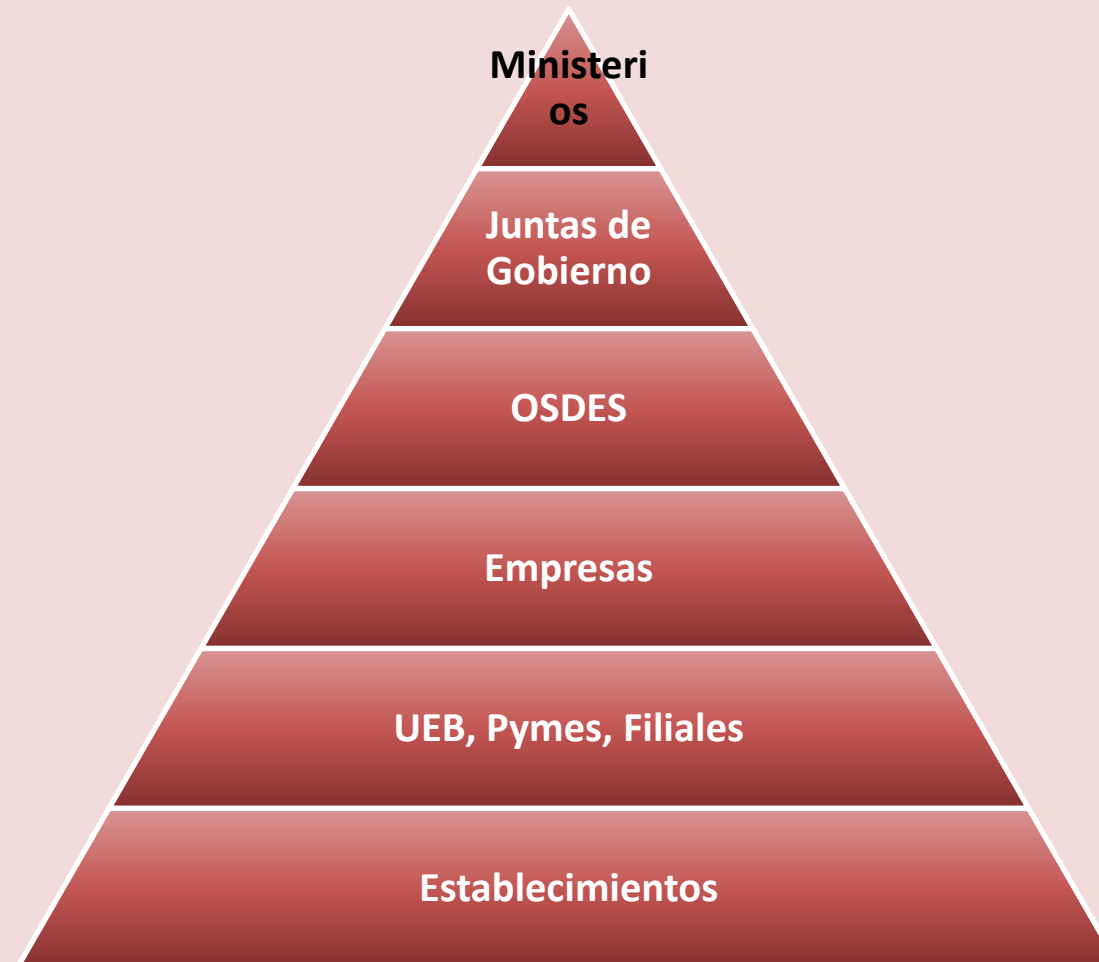 Ministeri
os
Juntas de
Gobierno
OSDES
Empresas
UEB, Pymes, Filiales
Establecimientos